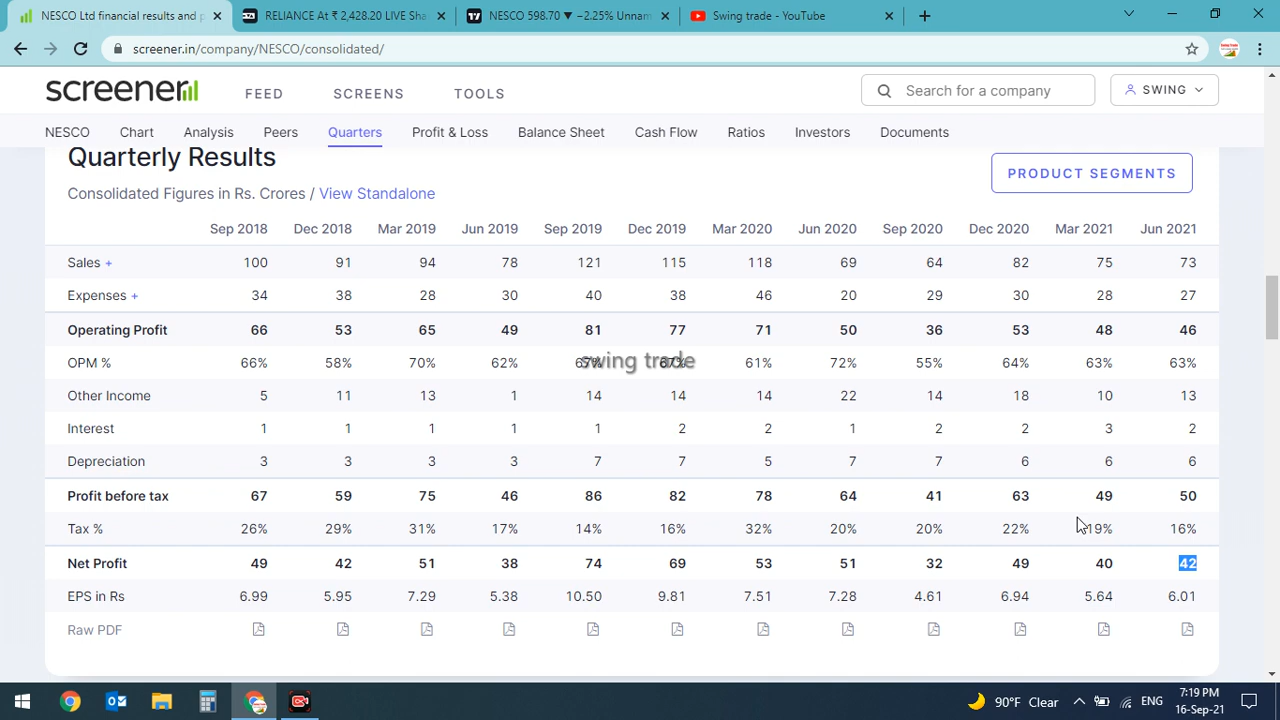 NESCO Ltd financial results and p
RELIANCE At ₹ 2,428.20 LIVE Sha
NESCO 598.70 ▼ −2.25% Unnam
Swing trade - YouTube
screener.in/company/NESCO/consolidated/
screener FEED SCREENS TOOLS Search for a company SWING
NESCO Chart Analysis Peers Quarters Profit & Loss Balance Sheet Cash Flow Ratios Investors Documents
Quarterly Results
PRODUCT SEGMENTS
Consolidated Figures in Rs. Crores / View Standalone
Sep 2018 Dec 2018 Mar 2019 Jun 2019 Sep 2019 Dec 2019 Mar 2020 Jun 2020 Sep 2020 Dec 2020 Mar 2021 Jun 2021
Sales + 100 91 94 78 121 115 118 69 64 82 75 73
Expenses + 34 38 28 30 40 38 46 20 29 30 28 27
Operating Profit 66 53 65 49 81 77 71 50 36 53 48 46
OPM % 66% 58% 70% 62% 67% 67% 61% 72% 55% 64% 63% 63%
swing trade
Other Income 5 11 13 1 14 14 14 22 14 18 10 13
Interest 1 1 1 1 1 2 2 1 2 2 3 2
Depreciation 3 3 3 3 7 7 5 7 7 6 6 6
Profit before tax 67 59 75 46 86 82 78 64 41 63 49 50
Tax % 26% 29% 31% 17% 14% 16% 32% 20% 20% 22% 19% 16%
Net Profit 49 42 51 38 74 69 53 51 32 49 40 42
EPS in Rs 6.99 5.95 7.29 5.38 10.50 9.81 7.51 7.28 4.61 6.94 5.64 6.01
Raw PDF
90°F Clear ENG
7:19 PM
16-Sep-21